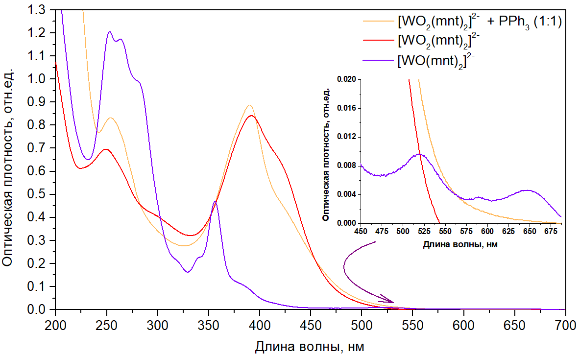 [WO₂(mnt)₂]²⁻ + PPh₃ (1:1)
[WO₂(mnt)₂]²⁻
[WO(mnt)₂]²
Оптическая плотность, отн.ед.
1.3
1.2
1.1
1.0
0.9
0.8
0.7
0.6
0.5
0.4
0.3
0.2
0.1
0.0
200 250 300 350 400 450 500 550 600 650 700
Длина волны, нм
Оптическая плотность, отн.ед.
0.020
0.016
0.012
0.008
0.004
0.000
450 475 500 525 550 575 600 625 650 675
Длина волны, нм